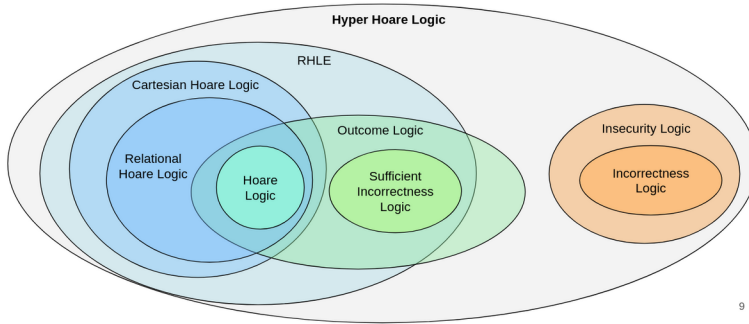 Hyper Hoare Logic
RHLE
Cartesian Hoare Logic
Relational
Hoare Logic
Hoare
Logic
Outcome Logic
Sufficient
Incorrectness
Logic
Insecurity Logic
Incorrectness
Logic
9